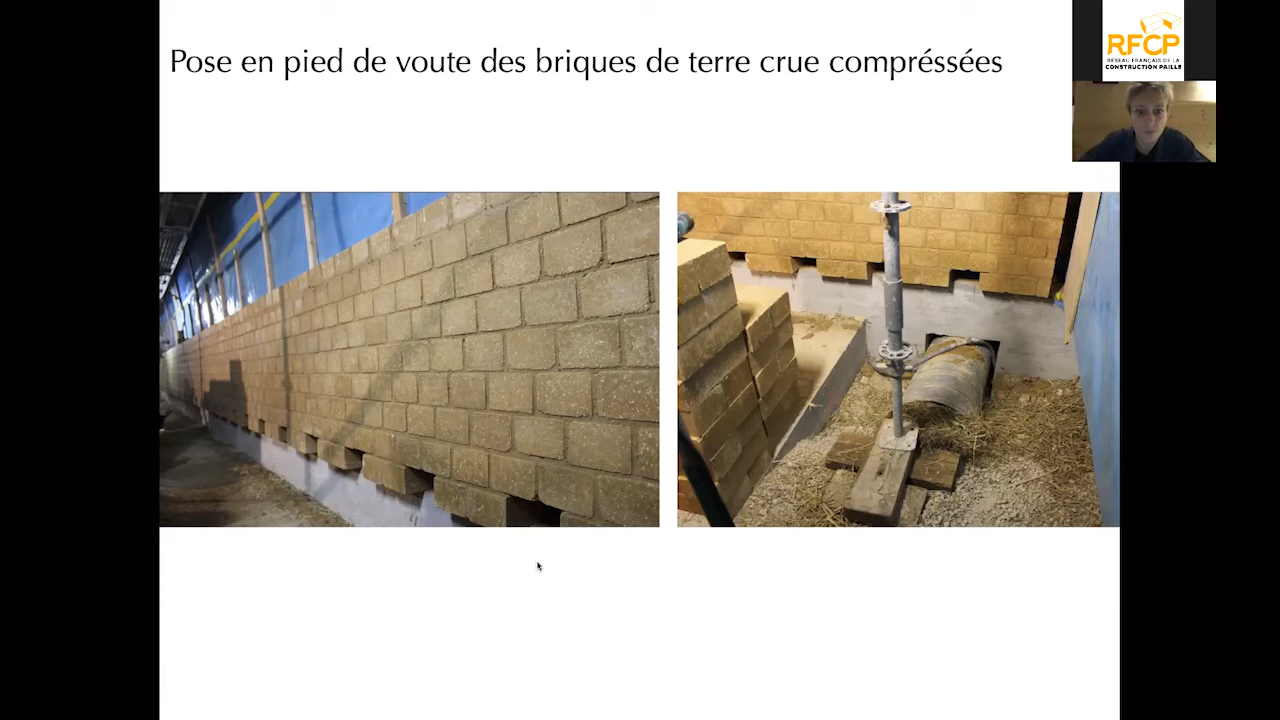 Pose en pied de voute des briques de terre crue compréssées
RFCP
RÉSEAU FRANÇAIS DE LA
CONSTRUCTION PAILLE